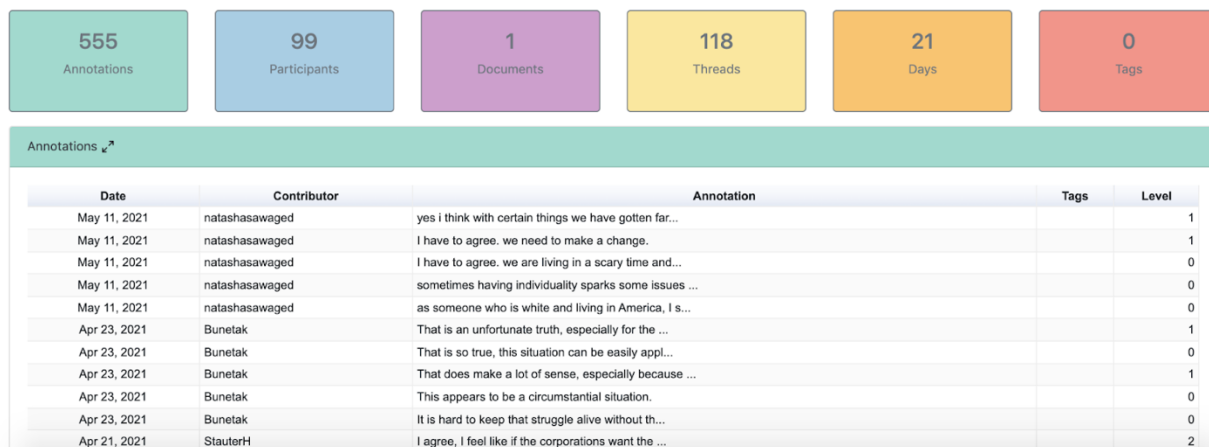 555 99 1 118 21 0
Annotations Participants Documents Threads Days Tags
Annotations
Date Contributor Annotation Tags Level
May 11, 2021 natashasawaged yes i think with certain things we have gotten far... 1
May 11, 2021 natashasawaged I have to agree. we need to make a change. 1
May 11, 2021 natashasawaged I have to agree. we are living in a scary time and... 0
May 11, 2021 natashasawaged sometimes having individuality sparks some issues ... 0
May 11, 2021 natashasawaged as someone who is white and living in America, I s... 0
Apr 23, 2021 Bunetak That is an unfortunate truth, especially for the ... 1
Apr 23, 2021 Bunetak That is so true, this situation can be easily appl... 0
Apr 23, 2021 Bunetak That does make a lot of sense, especially because ... 1
Apr 23, 2021 Bunetak This appears to be a circumstantial situation. 0
Apr 23, 2021 Bunetak It is hard to keep that struggle alive without th... 0
Apr 21, 2021 StauterH I agree, I feel like if the corporations want the ... 2